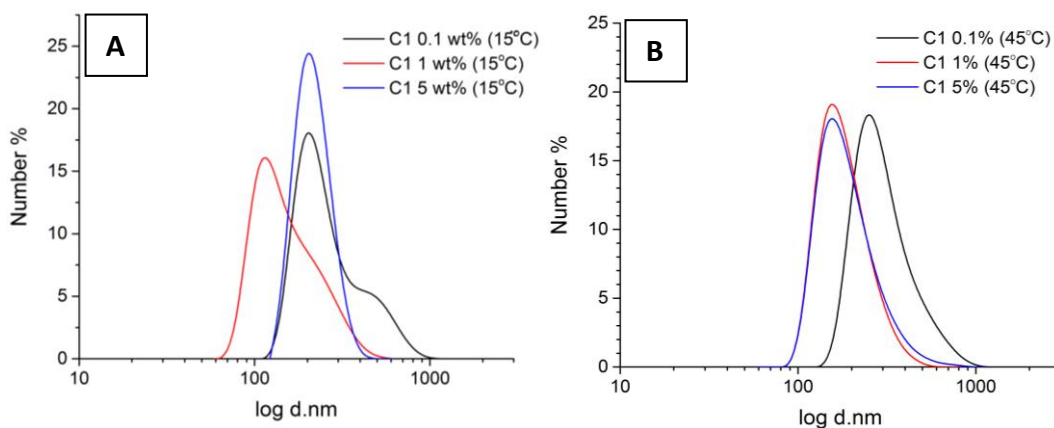 A
C1 0.1 wt% (15°C)
C1 1 wt% (15°C)
C1 5 wt% (15°C)
25
20
15
10
5
0
Number %
10
100
1000
log d.nm
B
C1 0.1% (45°C)
C1 1% (45°C)
C1 5% (45°C)
25
20
15
10
5
0
Number %
10
100
1000
log d.nm